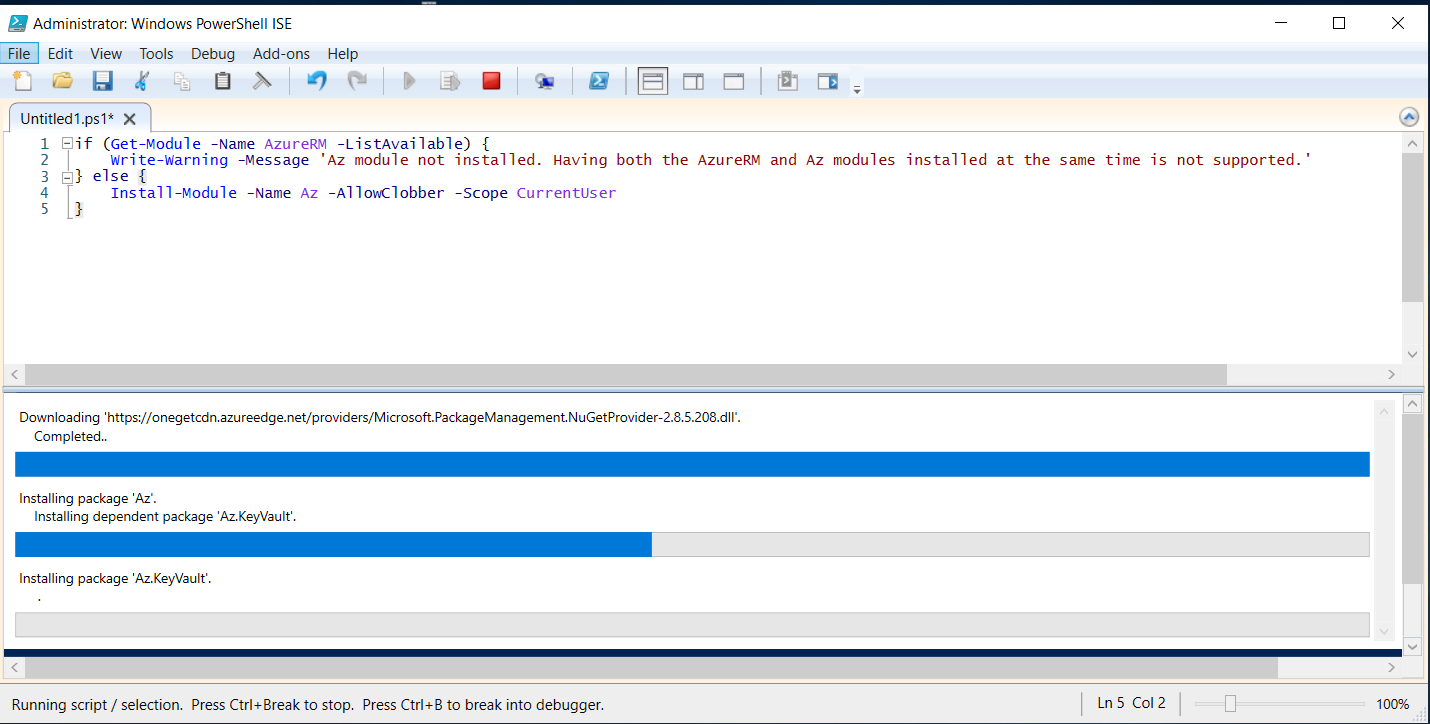 Administrator: Windows PowerShell ISE
File Edit View Tools Debug Add-ons Help
Untitled1.ps1*
1 if (Get-Module -Name AzureRM -ListAvailable) {
2 Write-Warning -Message 'Az module not installed. Having both the AzureRM and Az modules installed at the same time is not supported.'
3 } else {
4 Install-Module -Name Az -AllowClobber -Scope CurrentUser
5 }
Downloading 'https://onegetcdn.azureedge.net/providers/Microsoft.PackageManagement.NuGetProvider-2.8.5.208.dll'.
Completed..
Installing package 'Az'.
Installing dependent package 'Az.KeyVault'.
Installing package 'Az.KeyVault'.
.
Running script / selection. Press Ctrl+Break to stop. Press Ctrl+B to break into debugger. Ln 5 Col 2 100%